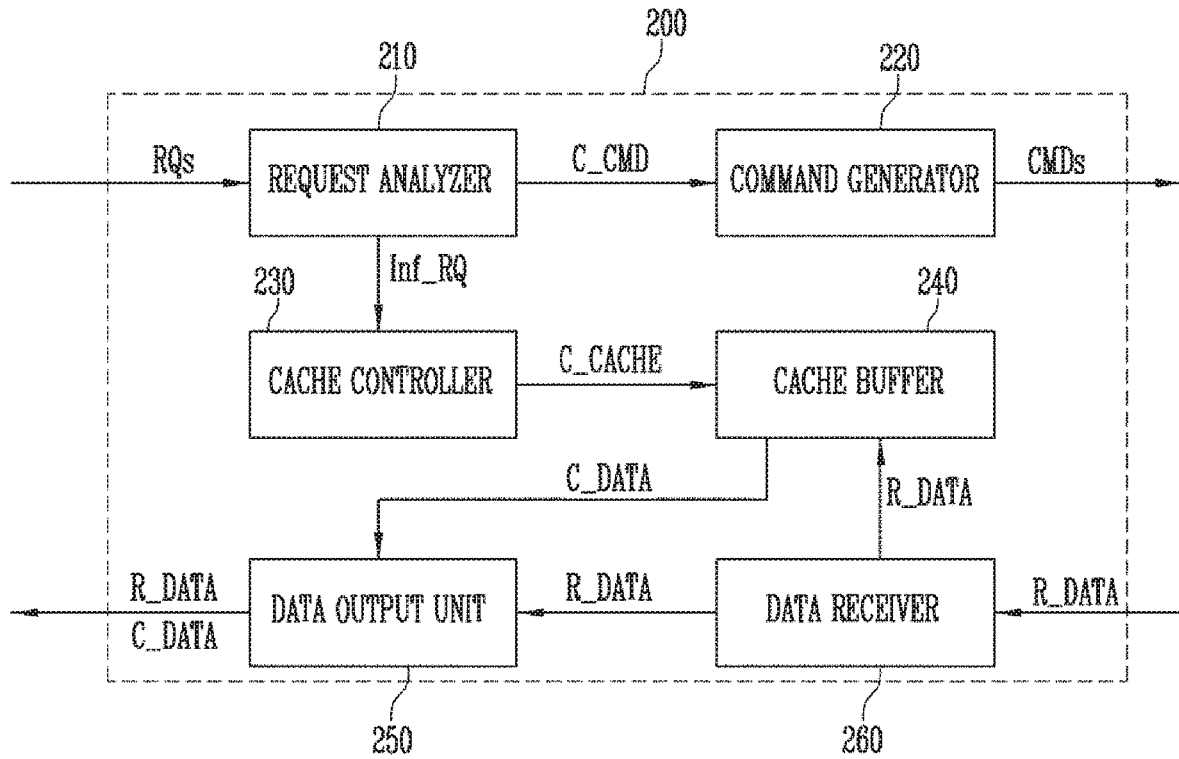 200
210
220
RQs
REQUEST ANALYZER
C_CMD
COMMAND GENERATOR
CMDs
Inf_RQ
230
240
CACHE CONTROLLER
C_CACHE
CACHE BUFFER
C_DATA
R_DATA
R_DATA
C_DATA
DATA OUTPUT UNIT
R_DATA
DATA RECEIVER
R_DATA
250
260